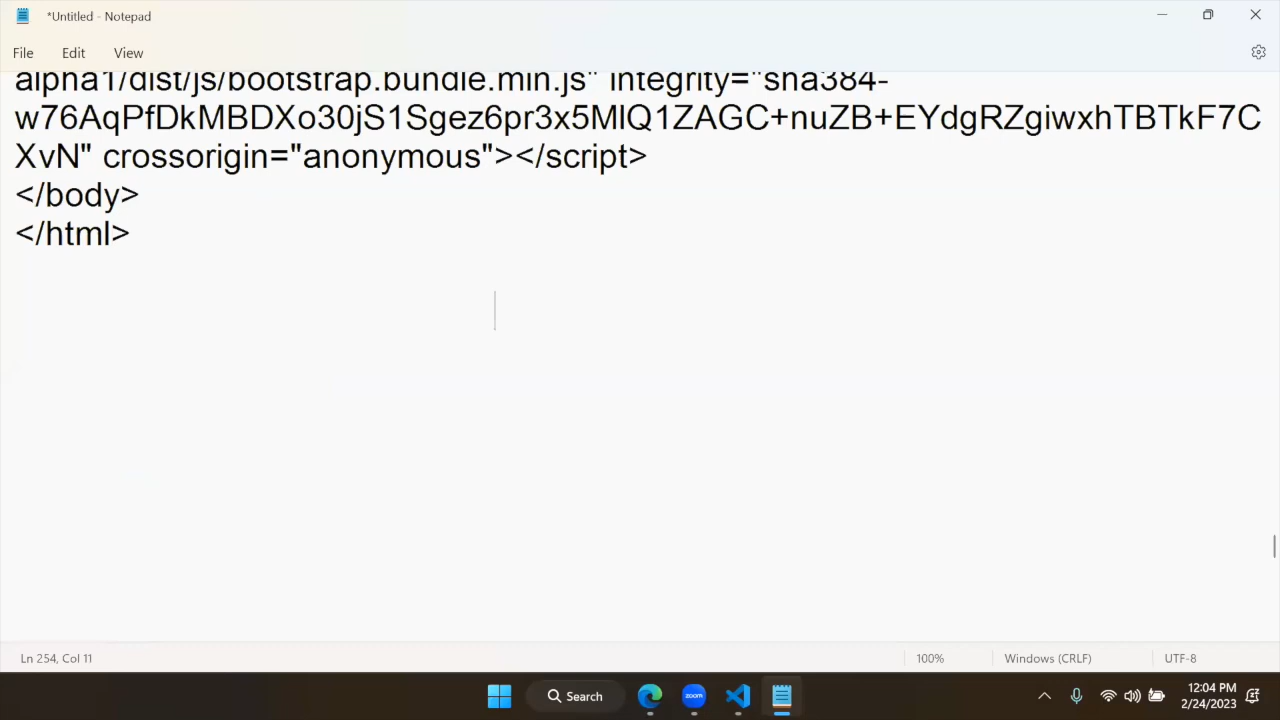 *Untitled - Notepad
File Edit View
alpha1/dist/js/bootstrap.bundle.min.js" integrity="sha384-
w76AqPfDkMBDXo30jS1Sgez6pr3x5MlQ1ZAGC+nuZB+EYdgRZgiwxhTBTkF7C
XvN" crossorigin="anonymous"></script>
</body>
</html>
Ln 254, Col 11
100%
Windows (CRLF)
UTF-8
Search
zoom
12:04 PM
2/24/2023